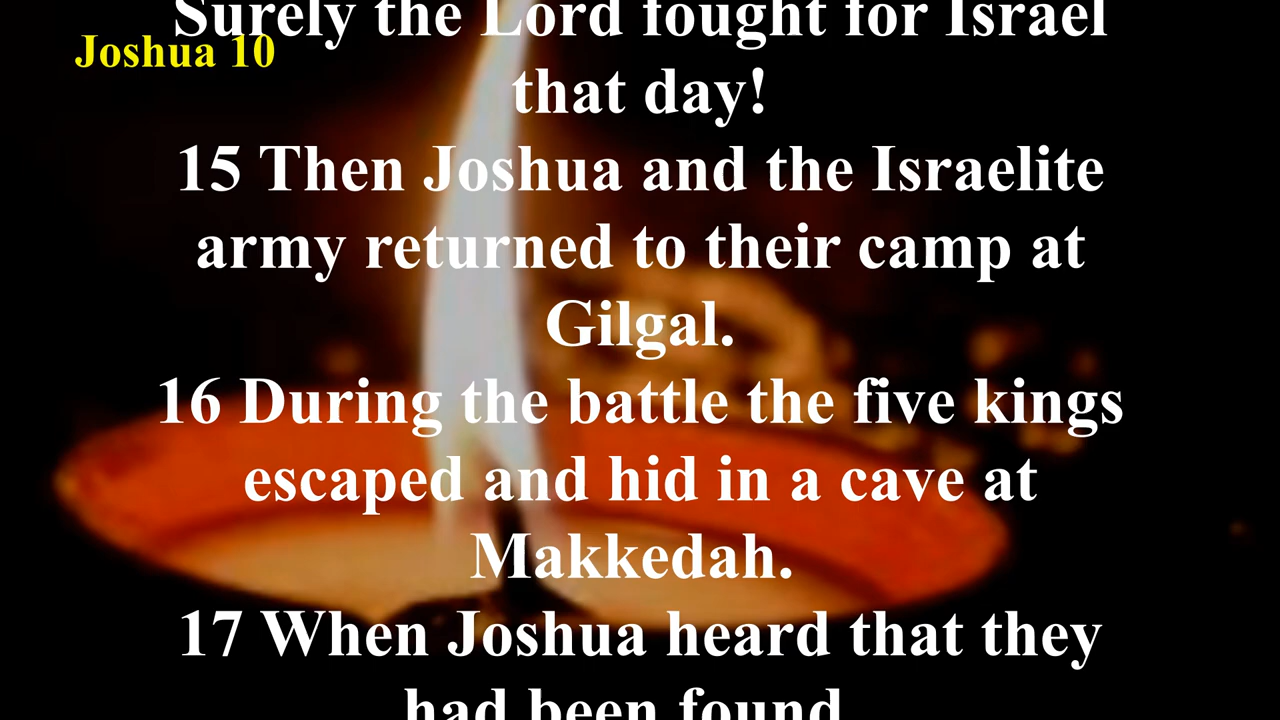 Surely the Lord fought for Israel
Joshua 10
that day!
15 Then Joshua and the Israelite
army returned to their camp at
Gilgal.
16 During the battle the five kings
escaped and hid in a cave at
Makkedah.
17 When Joshua heard that they
had been found,